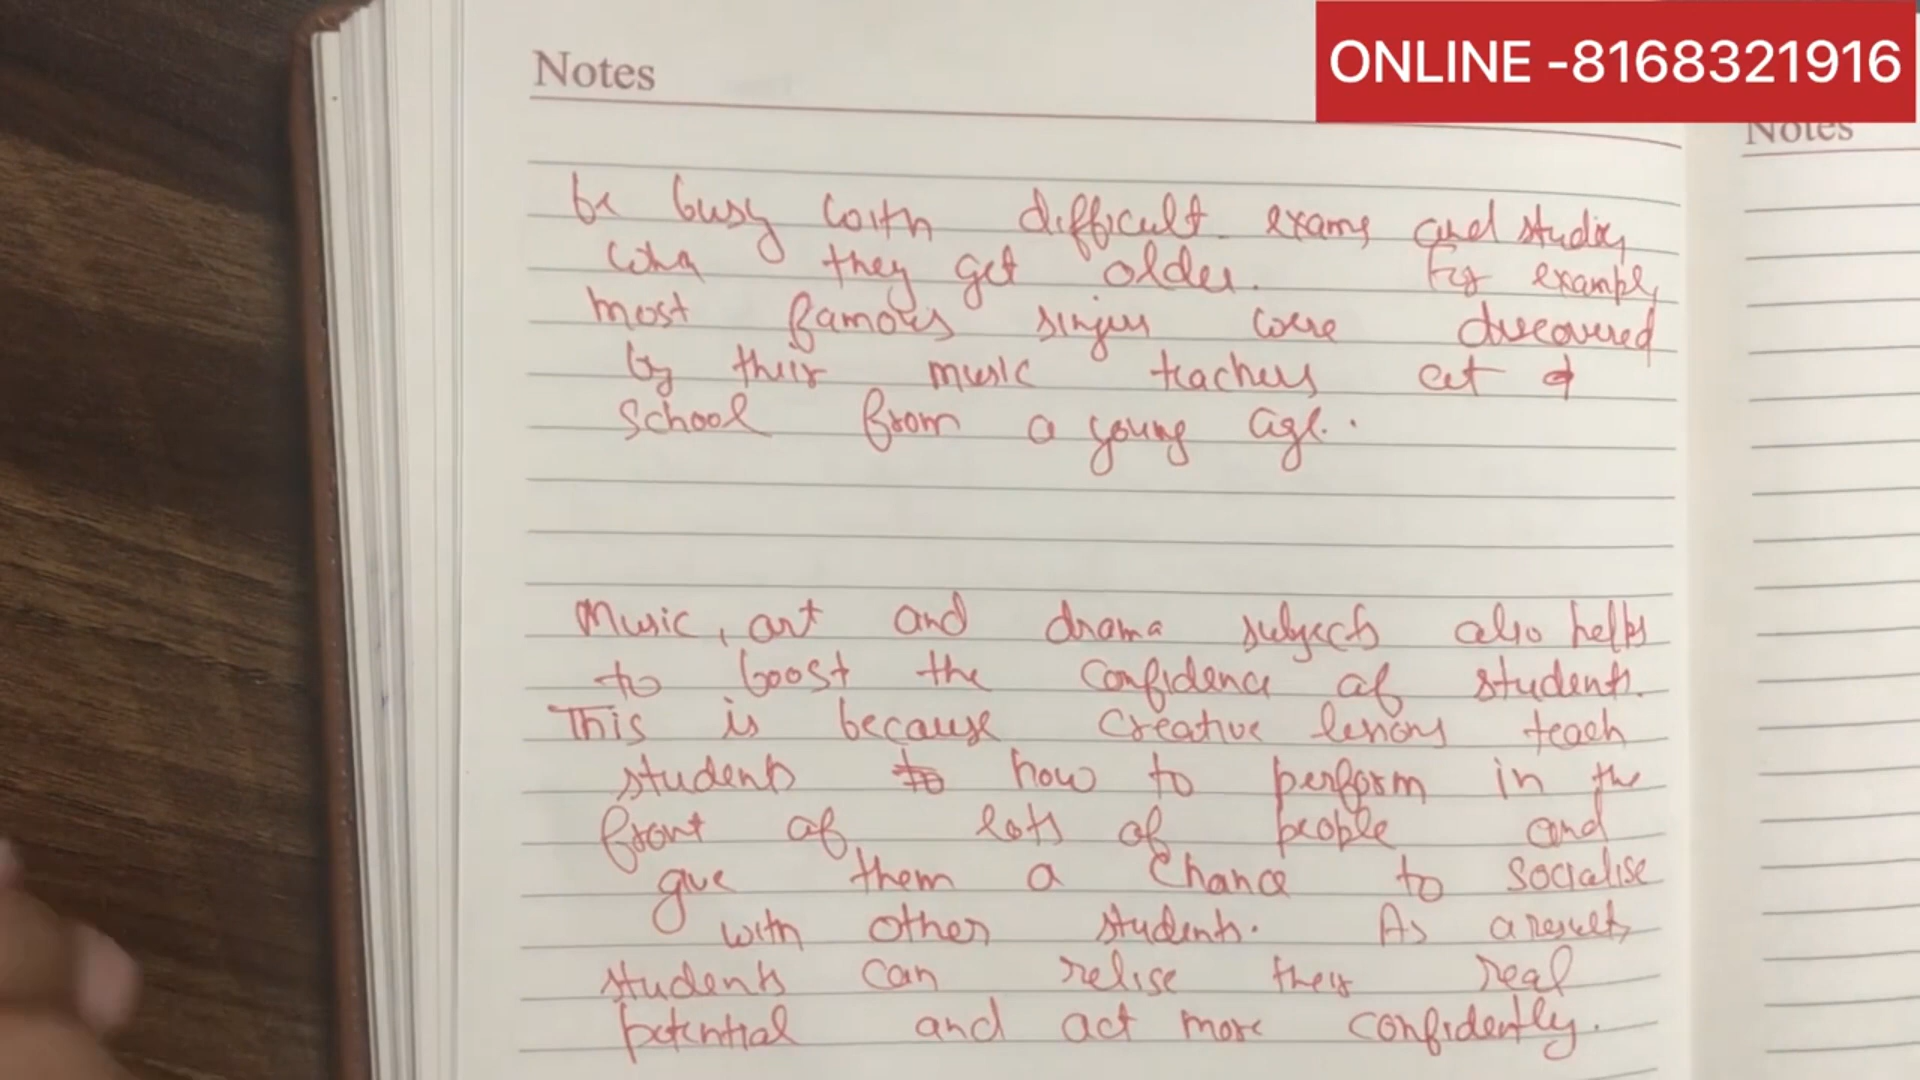 ONLINE -8168321916
Notes
Notes
be busy with difficult exams and studies
when they get older. For example,
most famous singers were discovered
by their music teachers at
school from a young age.
Music, art and drama subjects also helps
to boost the confidence of students.
This is because creative lessons teach
students to how to perform in the
front of lots of people and
give them a chance to socialise
with other students. As a result,
students can relise their real
potential and act more confidently.